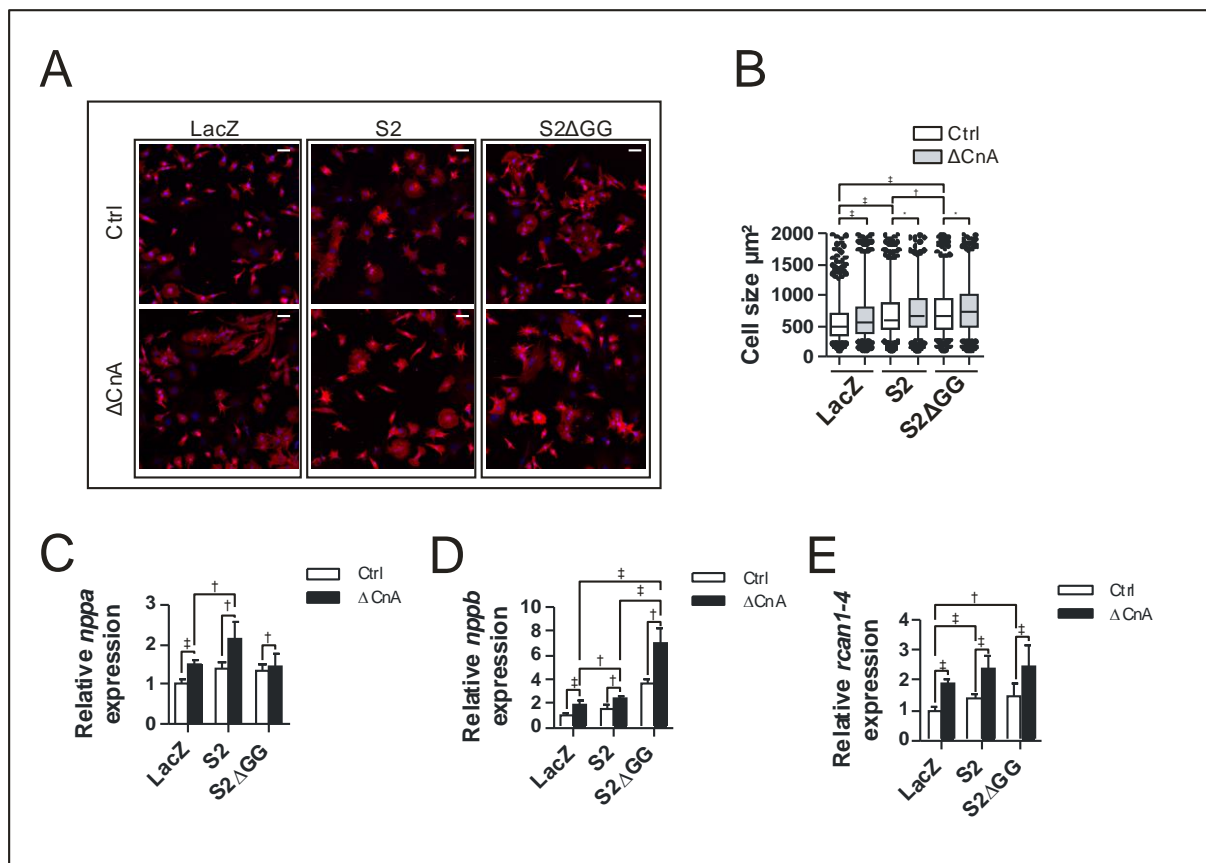 A
LacZ
S2
S2ΔGG
Ctrl
ΔCnA
B
Ctrl
ΔCnA
‡
‡
†
‡
*
*
Cell size µm²
2000
1500
1000
500
0
LacZ
S2
S2ΔGG
C
Ctrl
ΔCnA
†
‡
†
†
Relative nppa
expression
3
2
1
0
LacZ
S2
S2ΔGG
D
Ctrl
ΔCnA
‡
‡
†
†
‡
†
Relative nppb
expression
10
8
6
4
2
0
LacZ
S2
S2ΔGG
E
Ctrl
ΔCnA
†
‡
‡
‡
‡
Relative rcan1-4
expression
4
3
2
1
0
LacZ
S2
S2ΔGG